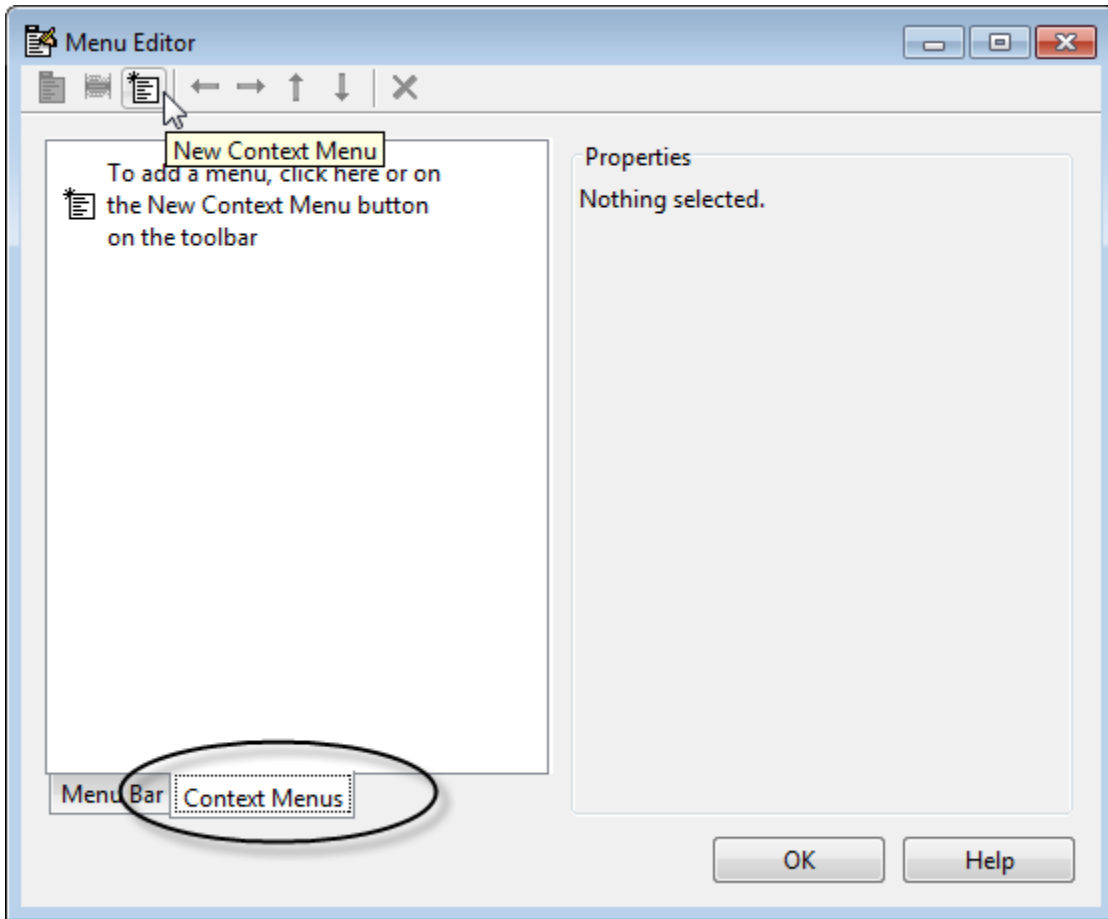 Menu Editor
New Context Menu
To add a menu, click here or on
the New Context Menu button
on the toolbar
Properties
Nothing selected.
Menu Bar
Context Menus
OK
Help